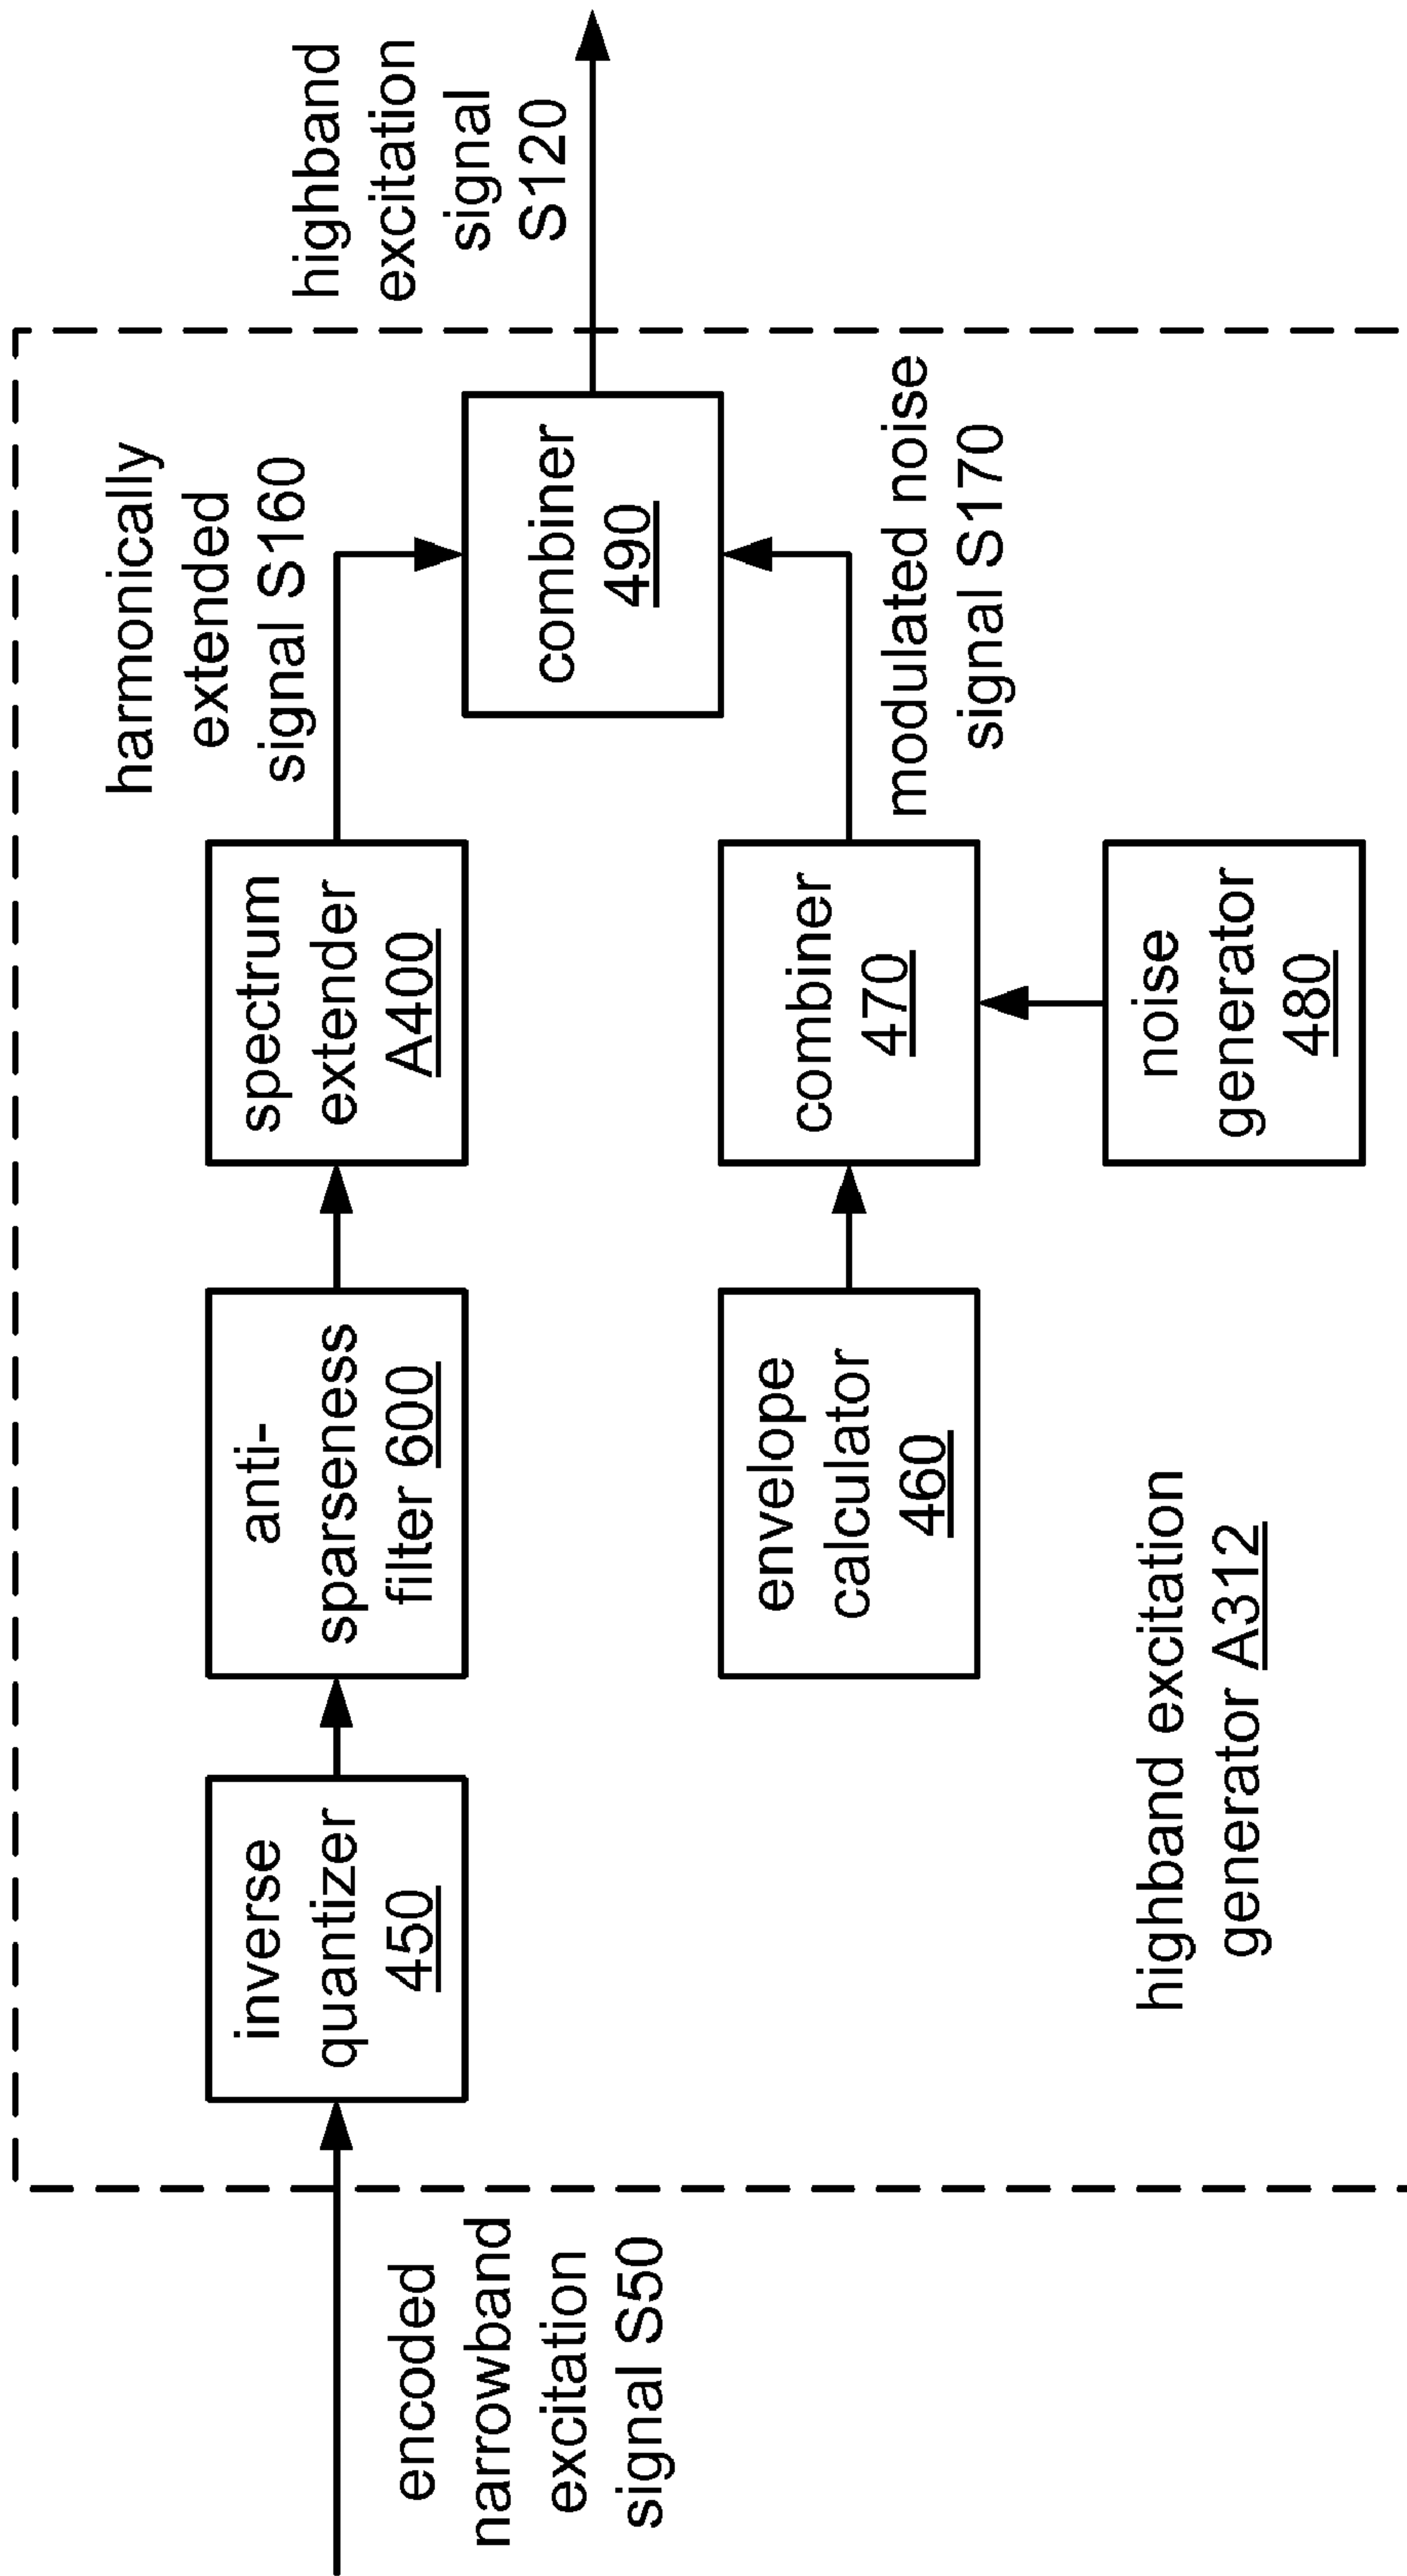 encoded
narrowband
excitation
signal S50
inverse
quantizer
450
anti-
sparseness
filter 600
spectrum
extender
A400
harmonically
extended
signal S160
combiner
490
highband
excitation
signal
S120
envelope
calculator
460
combiner
470
modulated noise
signal S170
noise
generator
480
highband excitation
generator A312